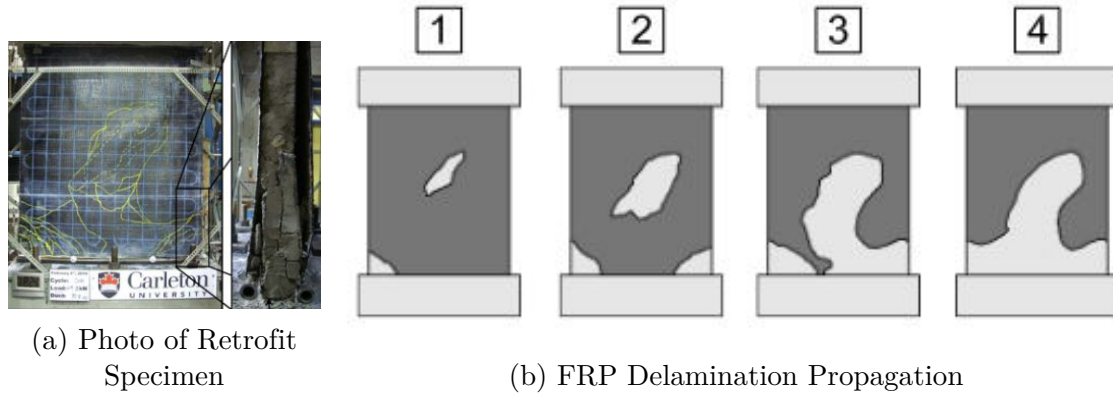 1
2
3
4
Carleton
UNIVERSITY
(a) Photo of Retrofit
Specimen
(b) FRP Delamination Propagation